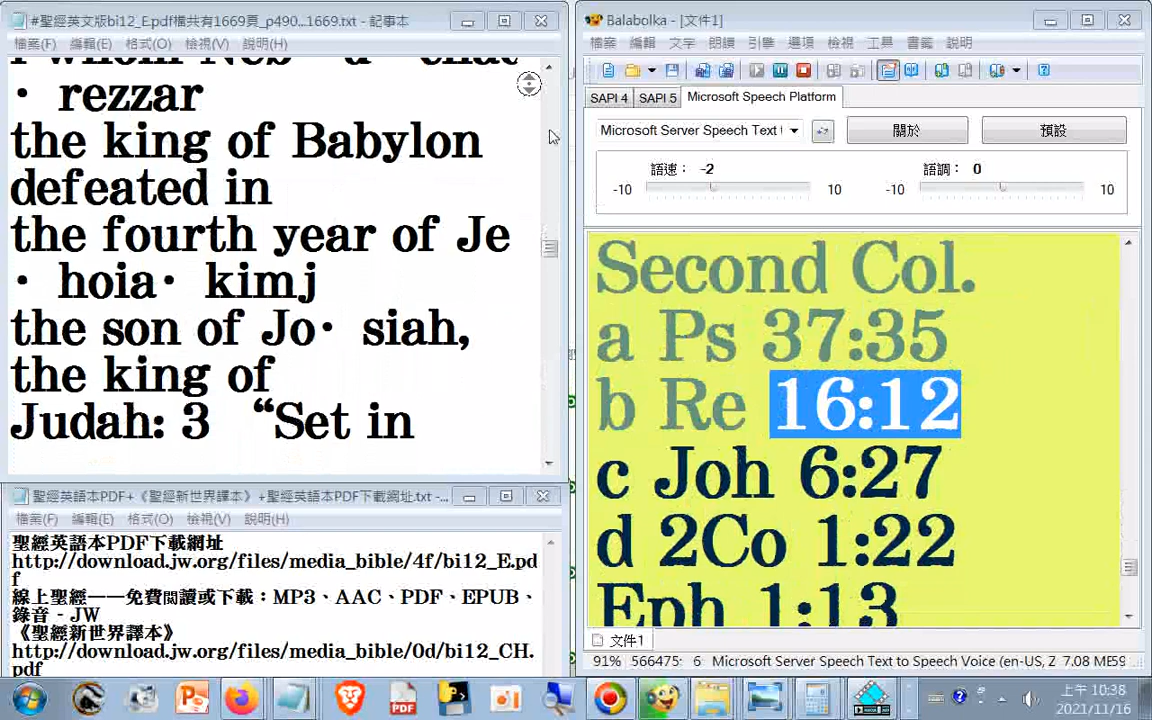 #聖經英文版bi12_E.pdf橫共有1669頁_p490...1669.txt - 記事本
檔案(F) 編輯(E) 格式(O) 檢視(V) 說明(H)
· rezzar
the king of Babylon
defeated in
the fourth year of Je
· hoia· kimj
the son of Jo· siah,
the king of
Judah: 3 “Set in
聖經英語本PDF+《聖經新世界譯本》+聖經英語本PDF下載網址.txt -...
檔案(F) 編輯(E) 格式(O) 檢視(V) 說明(H)
聖經英語本PDF下載網址
http://download.jw.org/files/media_bible/4f/bi12_E.pd
f
線上聖經──免費閱讀或下載：MP3、AAC、PDF、EPUB、
錄音 - JW
《聖經新世界譯本》
http://download.jw.org/files/media_bible/0d/bi12_CH.
pdf
Balabolka - [文件1]
檔案 編輯 文字 朗讀 引擎 選項 檢視 工具 書籤 說明
SAPI 4 SAPI 5 Microsoft Speech Platform
Microsoft Server Speech Text 關於 預設
語速： -2 語調： 0
-10 10 -10 10
Second Col.
a Ps 37:35
b Re 16:12
c Joh 6:27
d 2Co 1:22
Eph 1:13
文件1
91% 566475: 6 Microsoft Server Speech Text to Speech Voice (en-US, Z 7.08 MB
PDF
上午 10:38
2021/11/16